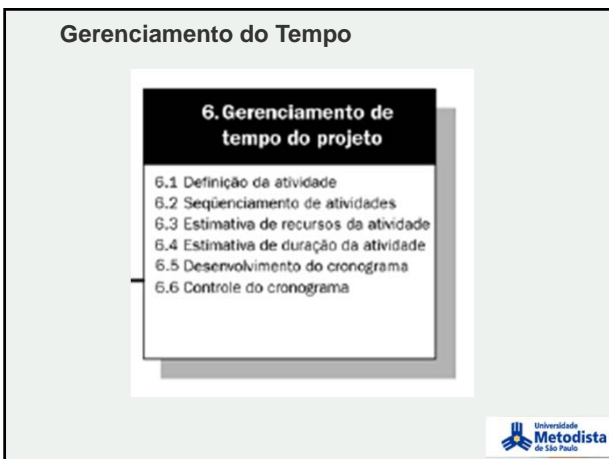 Gerenciamento do Tempo
6. Gerenciamento de
tempo do projeto
6.1 Definição da atividade
6.2 Seqüenciamento de atividades
6.3 Estimativa de recursos da atividade
6.4 Estimativa de duração da atividade
6.5 Desenvolvimento do cronograma
6.6 Controle do cronograma
Universidade
Metodista
de São Paulo